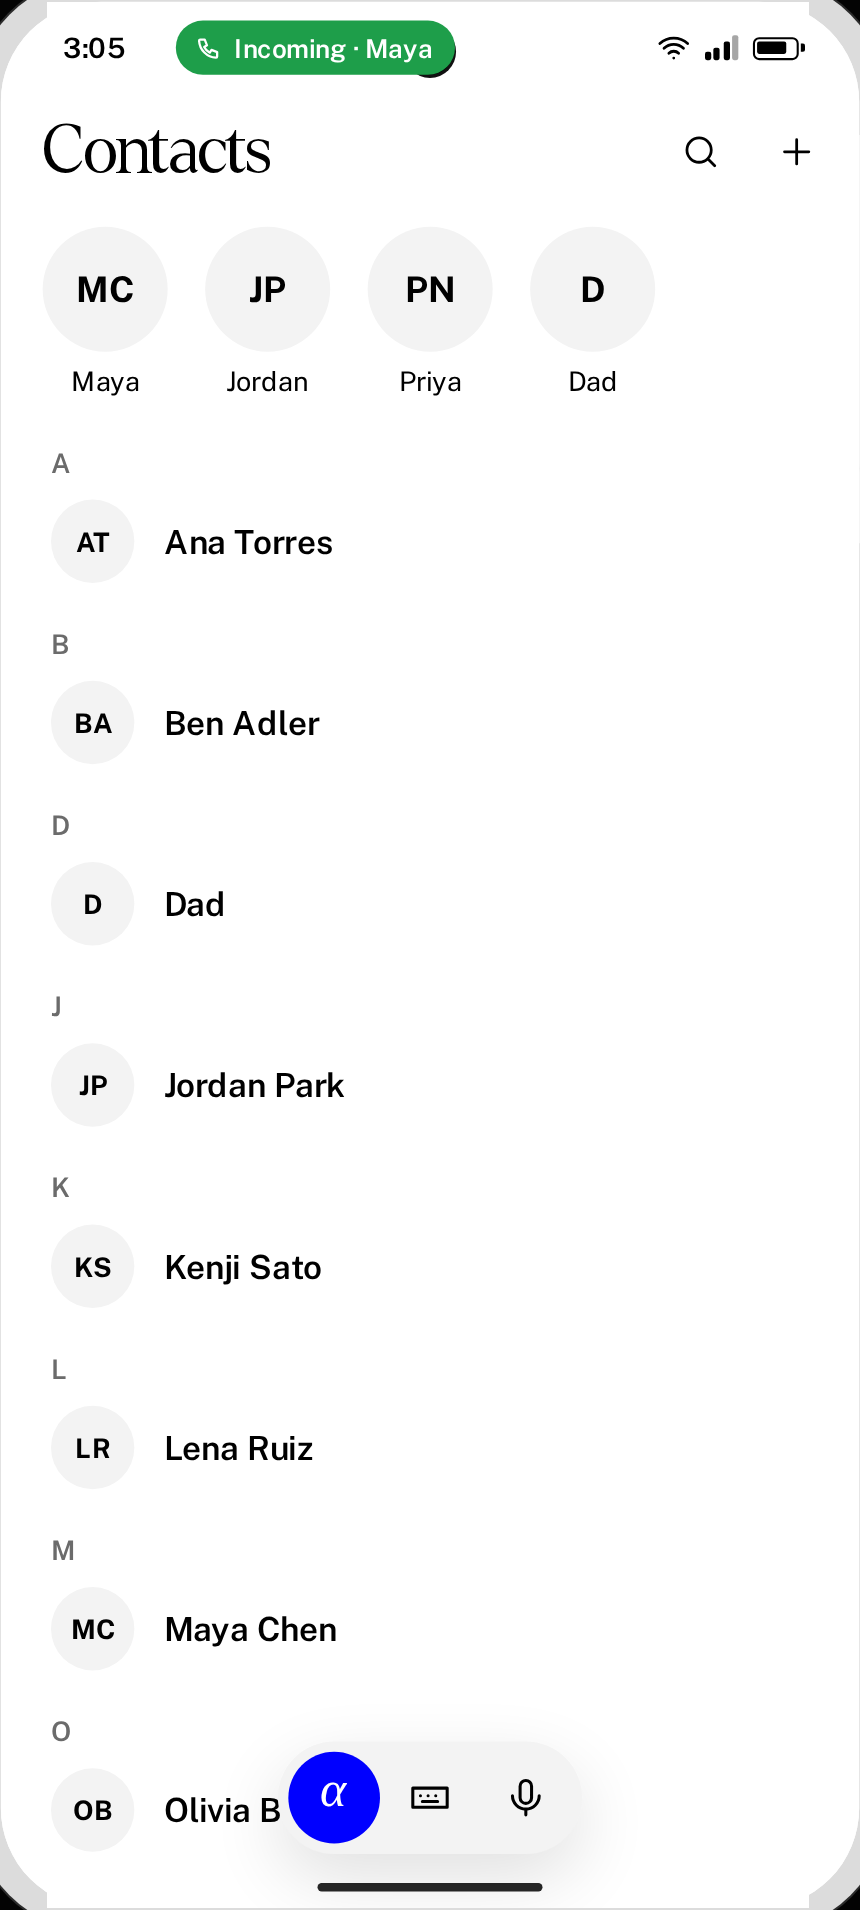 3:05
Incoming · Maya
Contacts
MC JP PN D
Maya Jordan Priya Dad
A
AT Ana Torres
B
BA Ben Adler
D
D Dad
J
JP Jordan Park
K
KS Kenji Sato
L
LR Lena Ruiz
M
MC Maya Chen
O
OB Olivia B
α